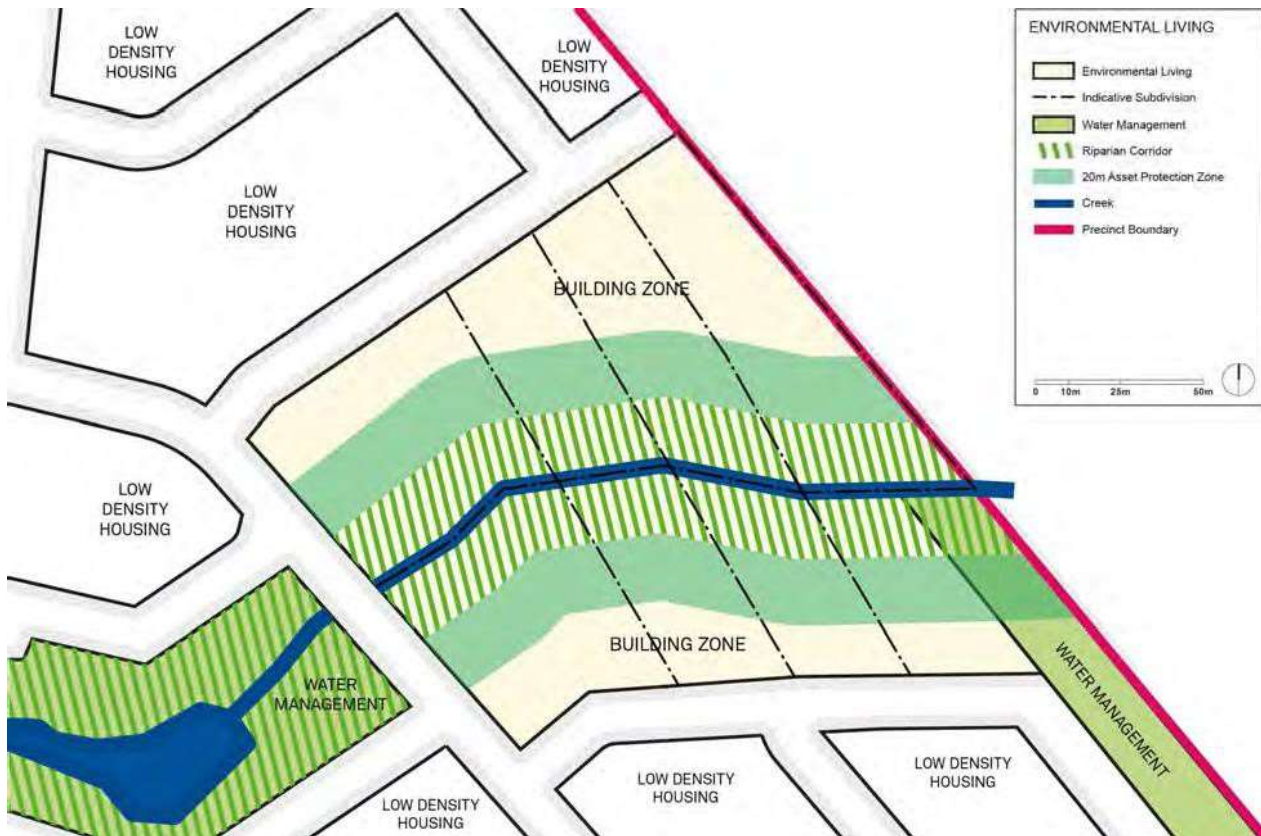 LOW
DENSITY
HOUSING
LOW
DENSITY
HOUSING
LOW
DENSITY
HOUSING
BUILDING ZONE
LOW
DENSITY
HOUSING
BUILDING ZONE
WATER
MANAGEMENT
WATER MANAGEMENT
LOW DENSITY
HOUSING
LOW DENSITY
HOUSING
LOW DENSITY
HOUSING
ENVIRONMENTAL LIVING
Environmental Living
Indicative Subdivision
Water Management
Riparian Corridor
20m Asset Protection Zone
Creek
Precinct Boundary
0 10m 25m 50m